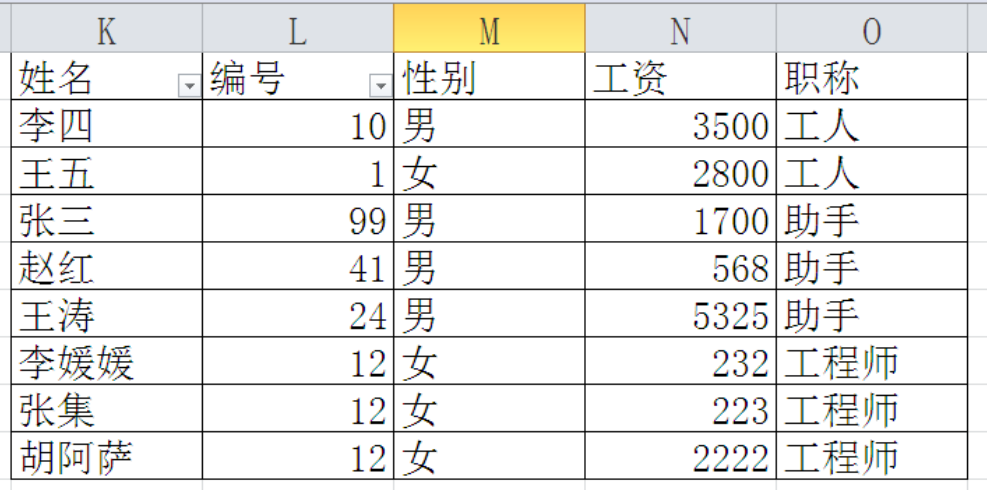 K L M N O
姓名 编号 性别 工资 职称
李四 10 男 3500 工人
王五 1 女 2800 工人
张三 99 男 1700 助手
赵红 41 男 568 助手
王涛 24 男 5325 助手
李媛媛 12 女 232 工程师
张集 12 女 223 工程师
胡阿萨 12 女 2222 工程师